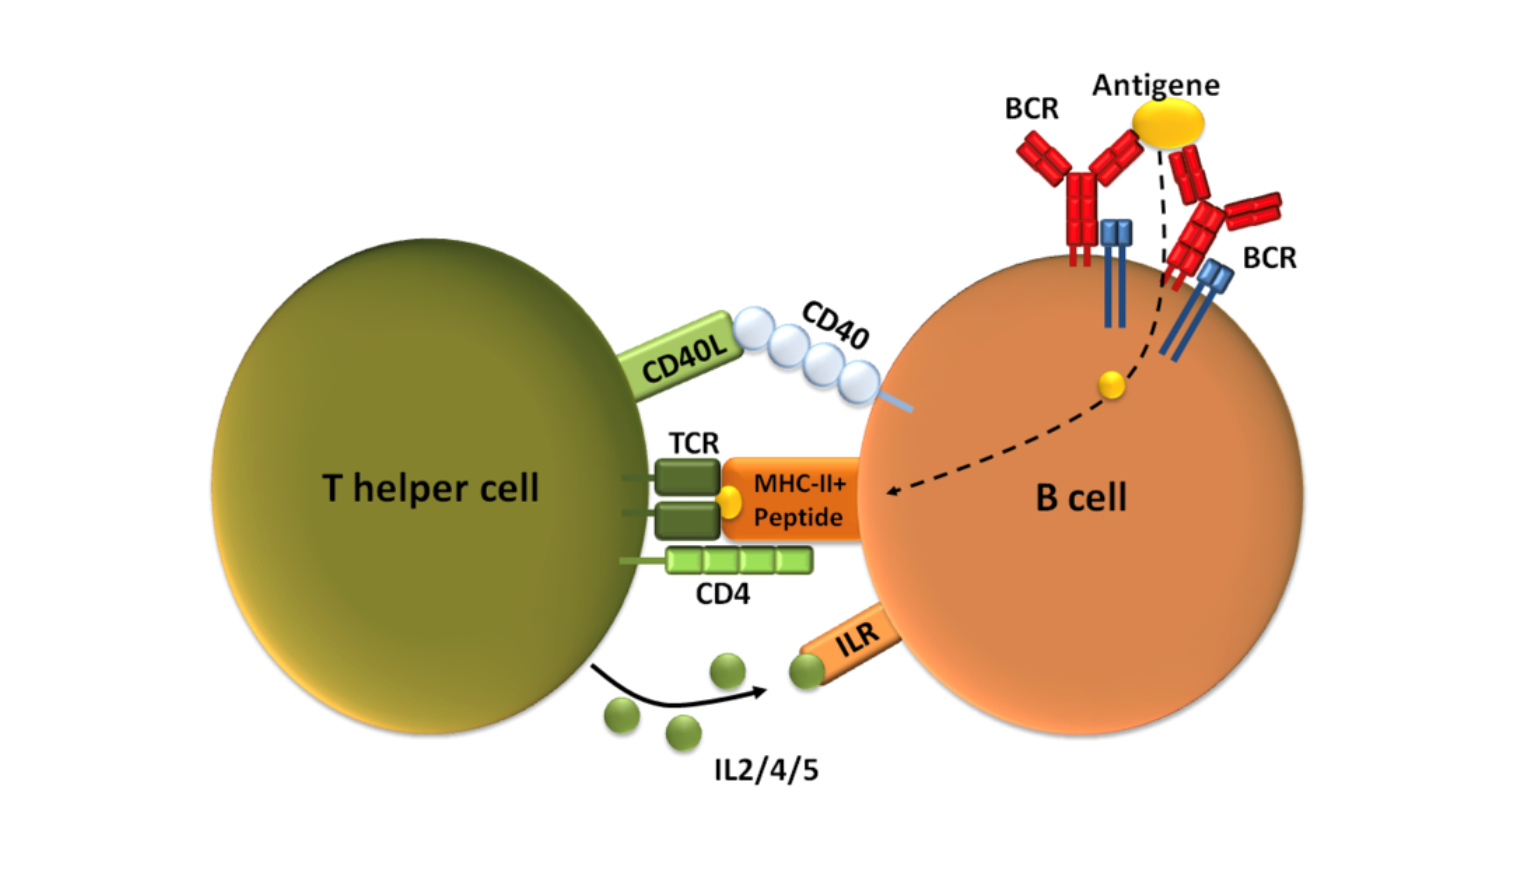 Antigene
BCR
BCR
CD40
CD40L
TCR
T helper cell
MHC-II+
Peptide
B cell
CD4
ILR
IL2/4/5